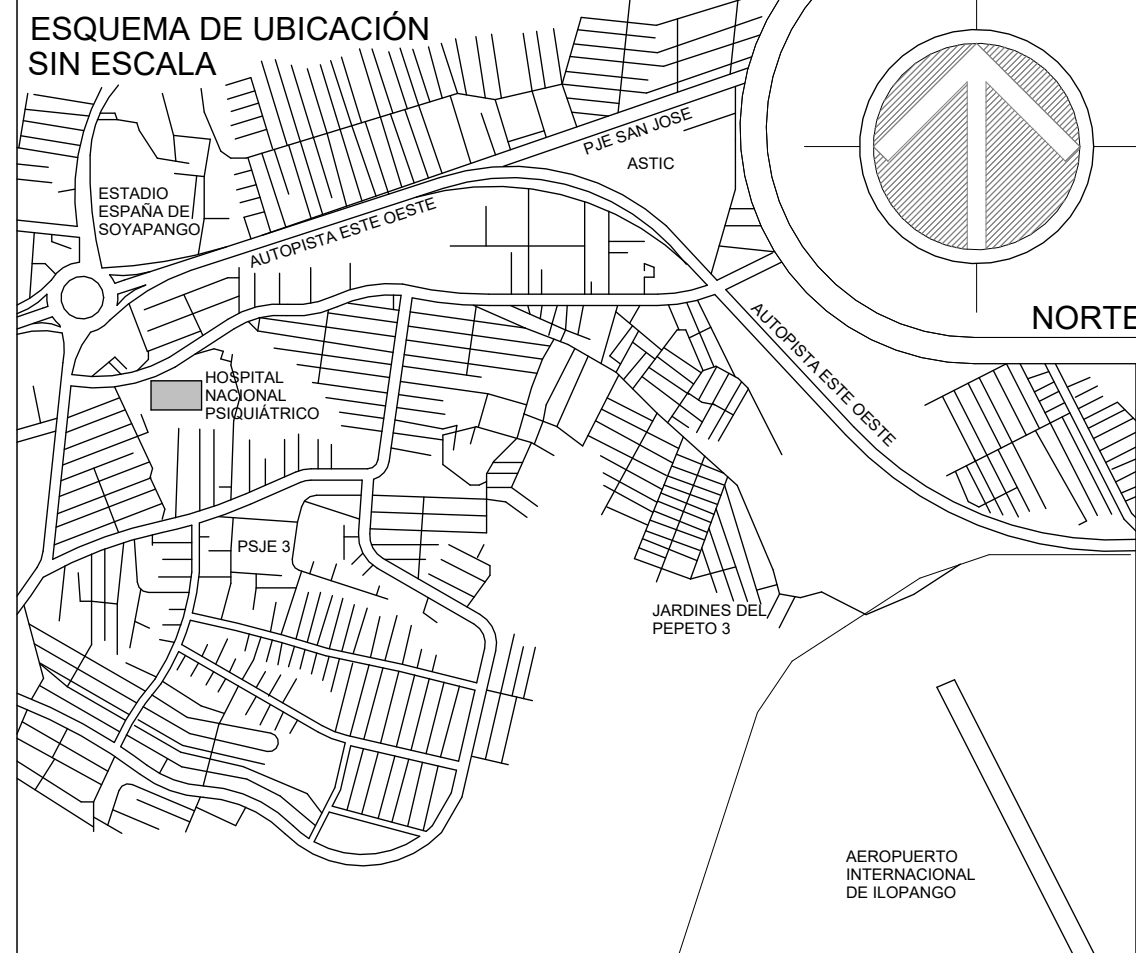 ESQUEMA DE UBICACIÓN
SIN ESCALA
PJE SAN JOSE
ASTIC
ESTADIO
ESPAÑA DE
SOYAPANGO
AUTOPISTA ESTE OESTE
NORTE
AUTOPISTA ESTE OESTE
HOSPITAL
NACIONAL
PSIQUIÁTRICO
PSJE 3
JARDINES DEL
PEPETO 3
AEROPUERTO
INTERNACIONAL
DE ILOPANGO